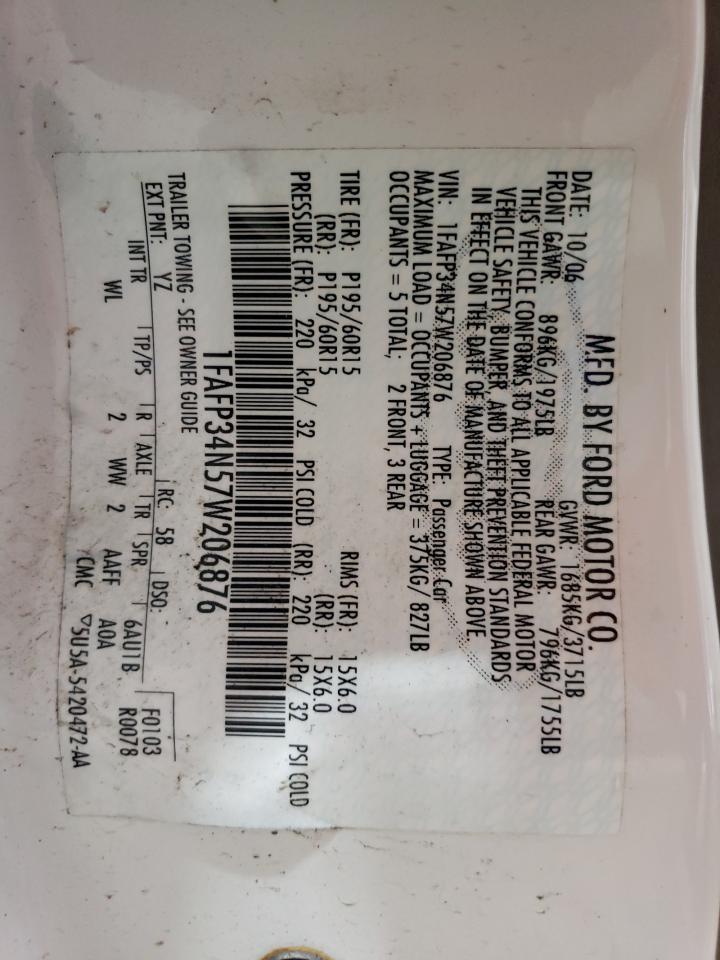 MFD. BY FORD MOTOR CO.
DATE: 10/06 GVWR: 1685KG/3715LB
FRONT GAWR: 896KG/1975LB REAR GAWR: 796KG/1755LB
THIS VEHICLE CONFORMS TO ALL APPLICABLE FEDERAL MOTOR
VEHICLE SAFETY, BUMPER, AND THEFT PREVENTION STANDARDS
IN EFFECT ON THE DATE OF MANUFACTURE SHOWN ABOVE.
VIN: 1FAFP34N57W206876 TYPE: Passenger Car
MAXIMUM LOAD = OCCUPANTS + LUGGAGE = 375KG/ 827LB
OCCUPANTS = 5 TOTAL; 2 FRONT, 3 REAR
TIRE (FR): P195/60R15 RIMS (FR): 15X6.0
(RR): P195/60R15 (RR): 15X6.0
PRESSURE (FR): 220 kPa/ 32 PSI COLD (RR): 220 kPa/ 32 PSI COLD
1FAFP34N57W206876
TRAILER TOWING - SEE OWNER GUIDE
EXT PNT: YZ RC: 58 DSO: F0103
INT TR TP/PS R AXLE TR SPR 6AU1B R0078
WL 2 WW 2 AAFF A0A
CMC ▽5U5A-5420472-AA